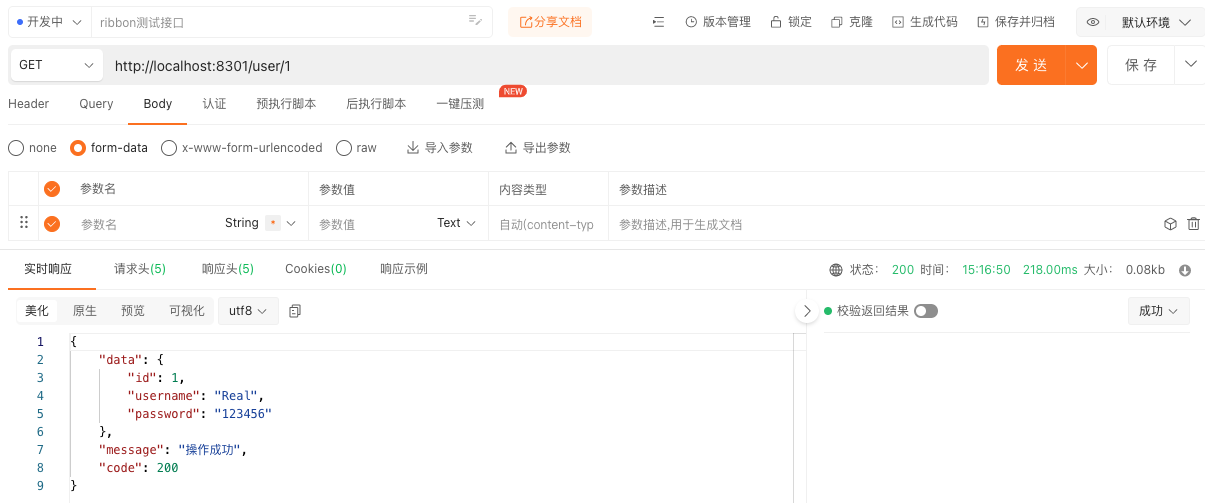 开发中 ribbon测试接口 分享文档 版本管理 锁定 克隆 生成代码 保存并归档 默认环境
GET http://localhost:8301/user/1 发 送 保 存
Header Query Body 认证 预执行脚本 后执行脚本 一键压测 NEW
none form-data x-www-form-urlencoded raw 导入参数 导出参数
参数名 参数值 内容类型 参数描述
参数名 String * 参数值 Text 自动(content-typ 参数描述,用于生成文档
实时响应 请求头(5) 响应头(5) Cookies(0) 响应示例 状态： 200 时间： 15:16:50 218.00ms 大小： 0.08kb
美化 原生 预览 可视化 utf8 校验返回结果 成功
1 {
2 "data": {
3 "id": 1,
4 "username": "Real",
5 "password": "123456"
6 },
7 "message": "操作成功",
8 "code": 200
9 }